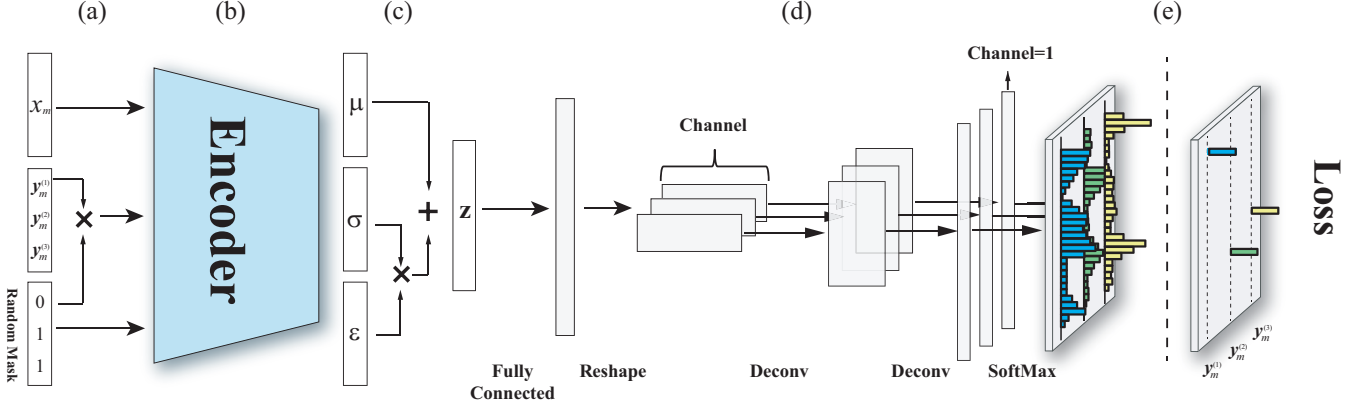 (a)
(b)
(c)
(d)
(e)
x_m
y_m^(1)
y_m^(2)
y_m^(3)
×
Random Mask
0
1
1
Encoder
μ
σ
ε
+
×
z
Channel
Channel=1
Fully
Connected
Reshape
Deconv
Deconv
SoftMax
y_m^(1)
y_m^(2)
y_m^(3)
Loss